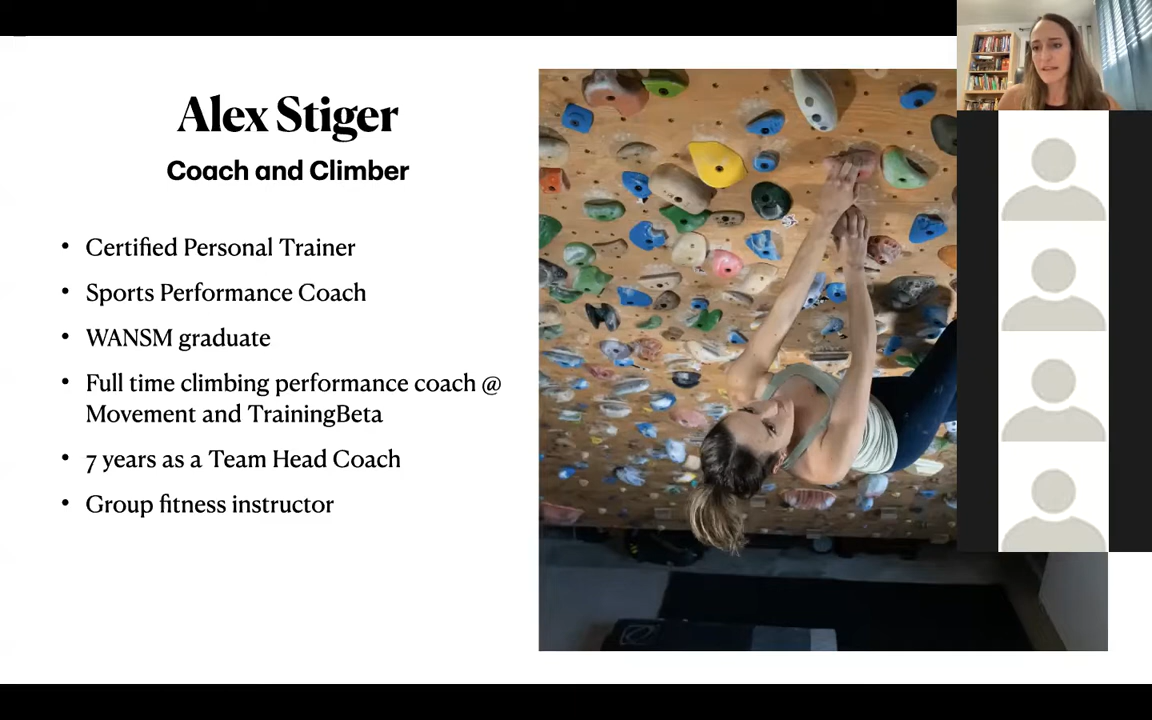 Alex Stiger
Coach and Climber
• Certified Personal Trainer
• Sports Performance Coach
• WANSM graduate
• Full time climbing performance coach @
Movement and TrainingBeta
• 7 years as a Team Head Coach
• Group fitness instructor